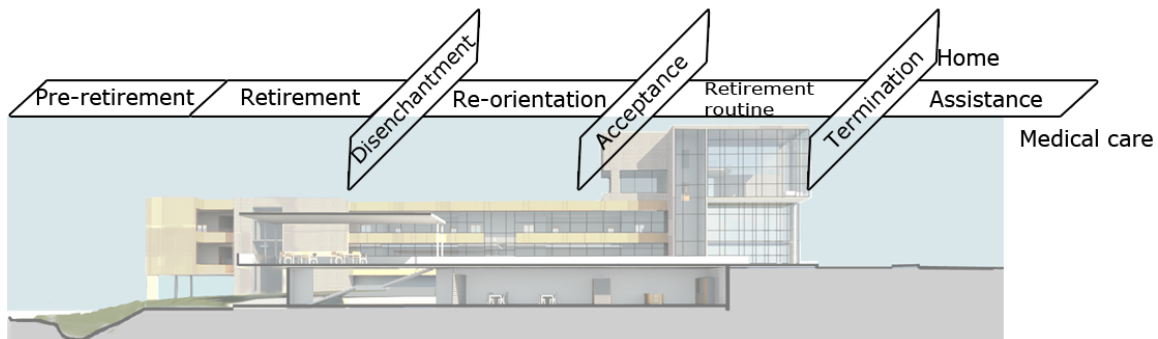 Pre-retirement
Retirement
Disenchantment
Re-orientation
Acceptance
Retirement
routine
Termination
Home
Assistance
Medical care